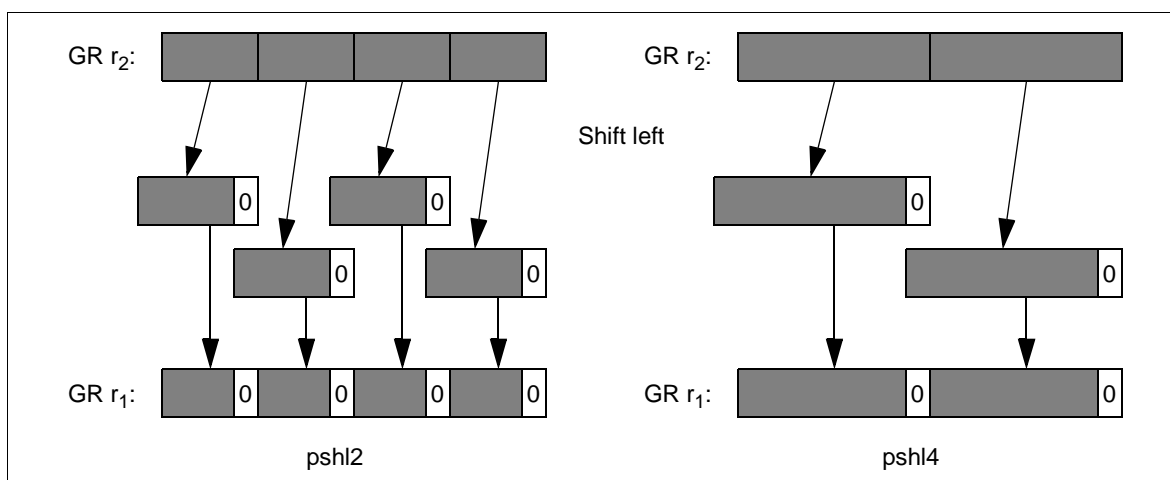 GR r2: GR r2:
Shift left
0 0 0
0 0 0
GR r1: 0 0 0 0 GR r1: 0 0
pshl2 pshl4